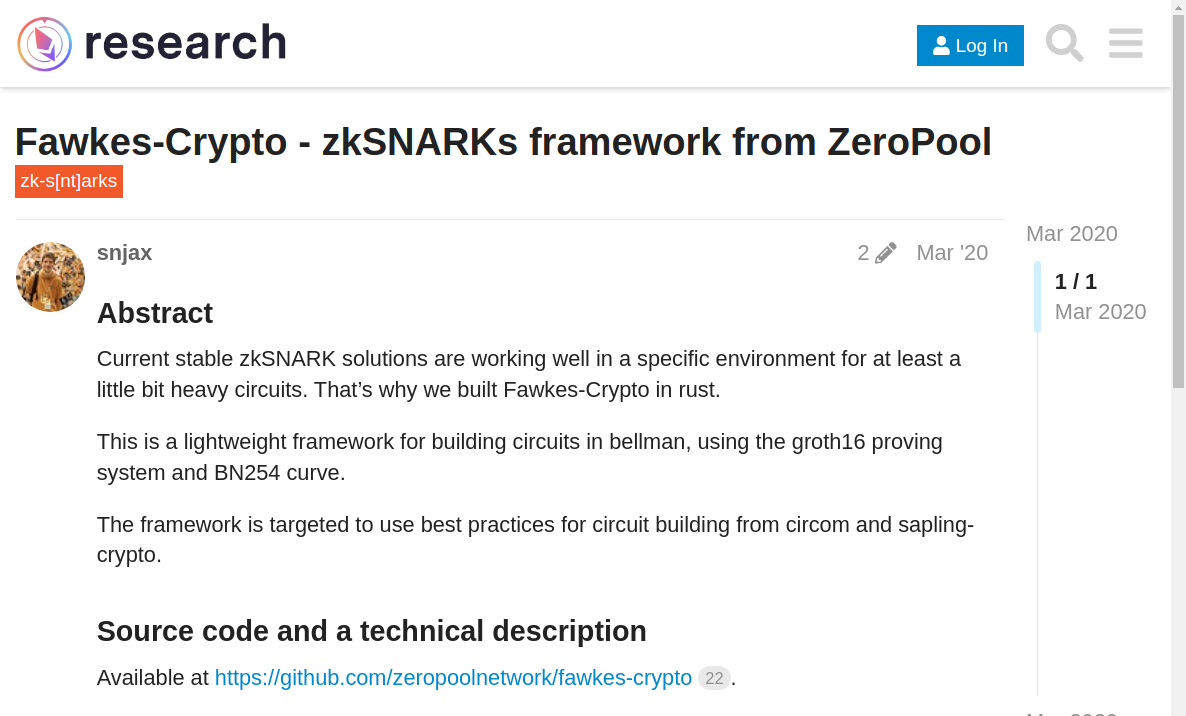 research
Log In
Fawkes-Crypto - zkSNARKs framework from ZeroPool
zk-s[nt]arks
Mar 2020
snjax
2
Mar '20
1 / 1
Mar 2020
Abstract
Current stable zkSNARK solutions are working well in a specific environment for at least a
little bit heavy circuits. That’s why we built Fawkes-Crypto in rust.
This is a lightweight framework for building circuits in bellman, using the groth16 proving
system and BN254 curve.
The framework is targeted to use best practices for circuit building from circom and sapling-
crypto.
Source code and a technical description
Available at https://github.com/zeropoolnetwork/fawkes-crypto 22.